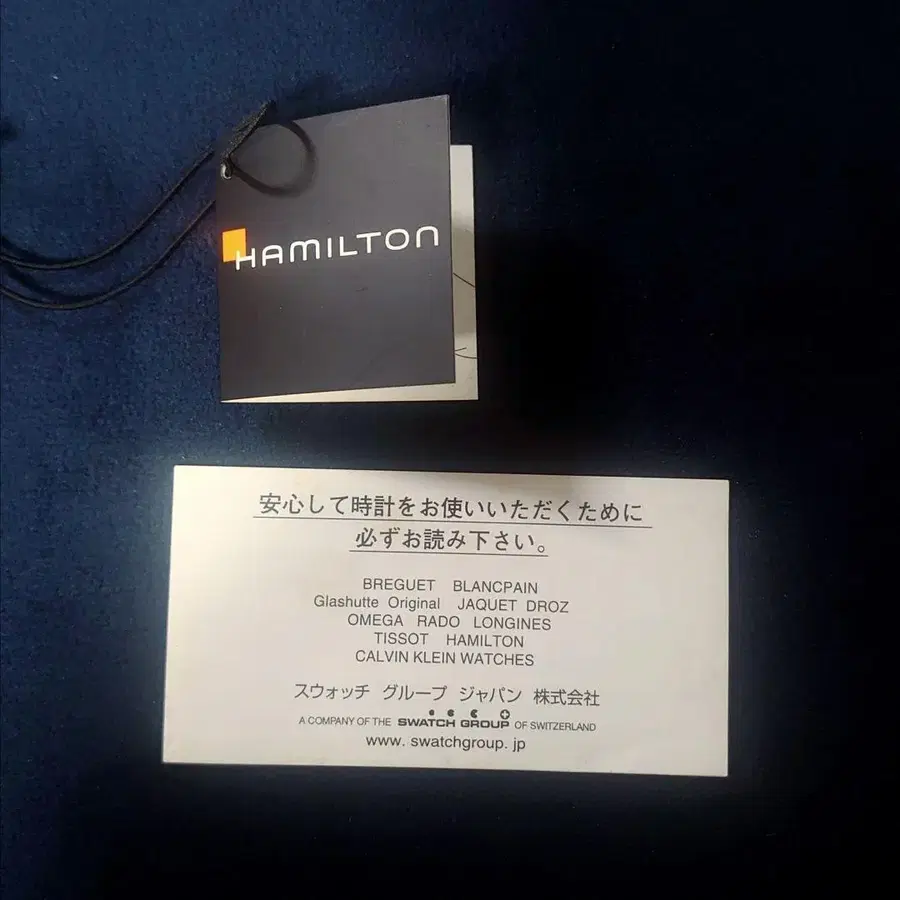 HAMILTON
安心して時計をお使いいただくために
必ずお読み下さい。
BREGUET BLANCPAIN
Glashutte Original JAQUET DROZ
OMEGA RADO LONGINES
TISSOT HAMILTON
CALVIN KLEIN WATCHES
スウォッチ グループ ジャパン 株式会社
A COMPANY OF THE SWATCH GROUP OF SWITZERLAND
www. swatchgroup. jp